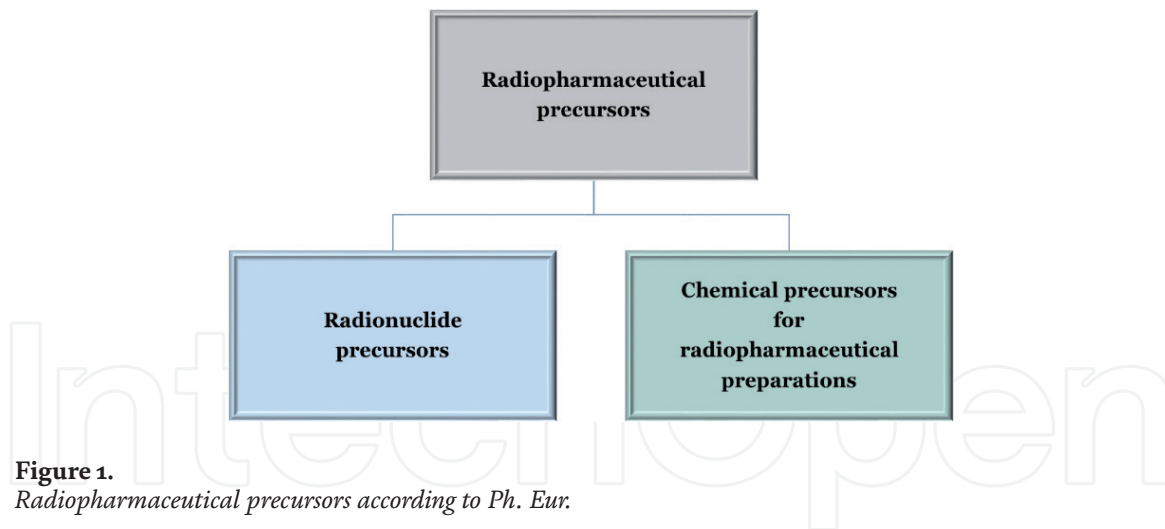 Radiopharmaceutical
precursors
Radionuclide
precursors
Chemical precursors
for
radiopharmaceutical
preparations
IntechOpen
Figure 1.
Radiopharmaceutical precursors according to Ph. Eur.